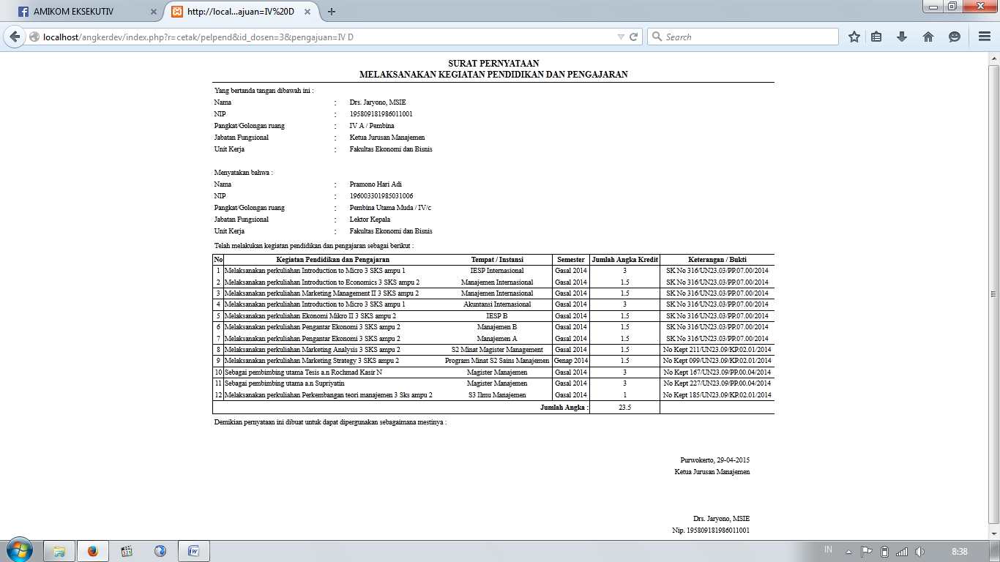 AMIKOM EKSEKUTIV
http://local...ajuan=IV%20D
localhost/angkerdev/index.php?r=cetak/pelpend&id_dosen=3&pengajuan=IV D
Search
SURAT PERNYATAAN
MELAKSANAKAN KEGIATAN PENDIDIKAN DAN PENGAJARAN
Yang bertanda tangan dibawah ini :
Nama : Drs. Jaryono, MSIE
NIP : 195809181986011001
Pangkat/Golongan ruang : IV A / Pembina
Jabatan Fungsional : Ketua Jurusan Manajemen
Unit Kerja : Fakultas Ekonomi dan Bisnis
Menyatakan bahwa :
Nama : Pramono Hari Adi
NIP : 196003301985031006
Pangkat/Golongan ruang : Pembina Utama Muda / IV/c
Jabatan Fungsional : Lektor Kepala
Unit Kerja : Fakultas Ekonomi dan Bisnis
Telah melakukan kegiatan pendidikan dan pengajaran sebagai berikut :
No Kegiatan Pendidikan dan Pengajaran Tempat / Instansi Semester Jumlah Angka Kredit Keterangan / Bukti
1 Melaksanakan perkuliahan Introduction to Micro 3 SKS ampu 1 IESP Internasional Gasal 2014 3 SK No 316/UN23.03/PP.07.00/2014
2 Melaksanakan perkuliahan Introduction to Economics 3 SKS ampu 2 Manajemen Internasional Gasal 2014 1.5 SK No 316/UN23.03/PP.07.00/2014
3 Melaksanakan perkuliahan Marketing Management II 3 SKS ampu 2 Manajemen Internasional Gasal 2014 1.5 SK No 316/UN23.03/PP.07.00/2014
4 Melaksanakan perkuliahan Introduction to Micro 3 SKS ampu 1 Akuntansi Internasional Gasal 2014 3 SK No 316/UN23.03/PP.07.00/2014
5 Melaksanakan perkuliahan Ekonomi Mikro II 3 SKS ampu 2 IESP B Gasal 2014 1.5 SK No 316/UN23.03/PP.07.00/2014
6 Melaksanakan perkuliahan Pengantar Ekonomi 3 SKS ampu 2 Manajemen B Gasal 2014 1.5 SK No 316/UN23.03/PP.07.00/2014
7 Melaksanakan perkuliahan Pengantar Ekonomi 3 SKS ampu 2 Manajemen A Gasal 2014 1.5 SK No 316/UN23.03/PP.07.00/2014
8 Melaksanakan perkuliahan Marketing Analysis 3 SKS ampu 2 S2 Minat Magister Management Gasal 2014 1.5 No Kept 211/UN23.09/KP.02.01/2014
9 Melaksanakan perkuliahan Marketing Strategy 3 SKS ampu 2 Program Minat S2 Sains Manajemen Genap 2014 1.5 No Kept 099/UN23.09/KP.02.01/2014
10 Sebagai pembimbing utama Tesis a.n Rochmad Kasir N Magister Manajemen Gasal 2014 3 No Kept 167/UN23.09/PP.00.04/2014
11 Sebagai pembimbing utama a.n Supriyatin Magister Manajemen Gasal 2014 3 No Kept 227/UN23.09/PP.00.04/2014
12 Melaksanakan perkuliahan Perkembangan teori manajemen 3 Sks ampu 2 S3 Ilmu Manajemen Gasal 2014 1 No Kept 185/UN23.09/KP.02.01/2014
Jumlah Angka : 23.5
Demikian pernyataan ini dibuat untuk dapat dipergunakan sebagaimana mestinya :
Purwokerto, 29-04-2015
Ketua Jurusan Manajemen
Drs. Jaryono, MSIE
Nip. 195809181986011001
321
IN
8:38